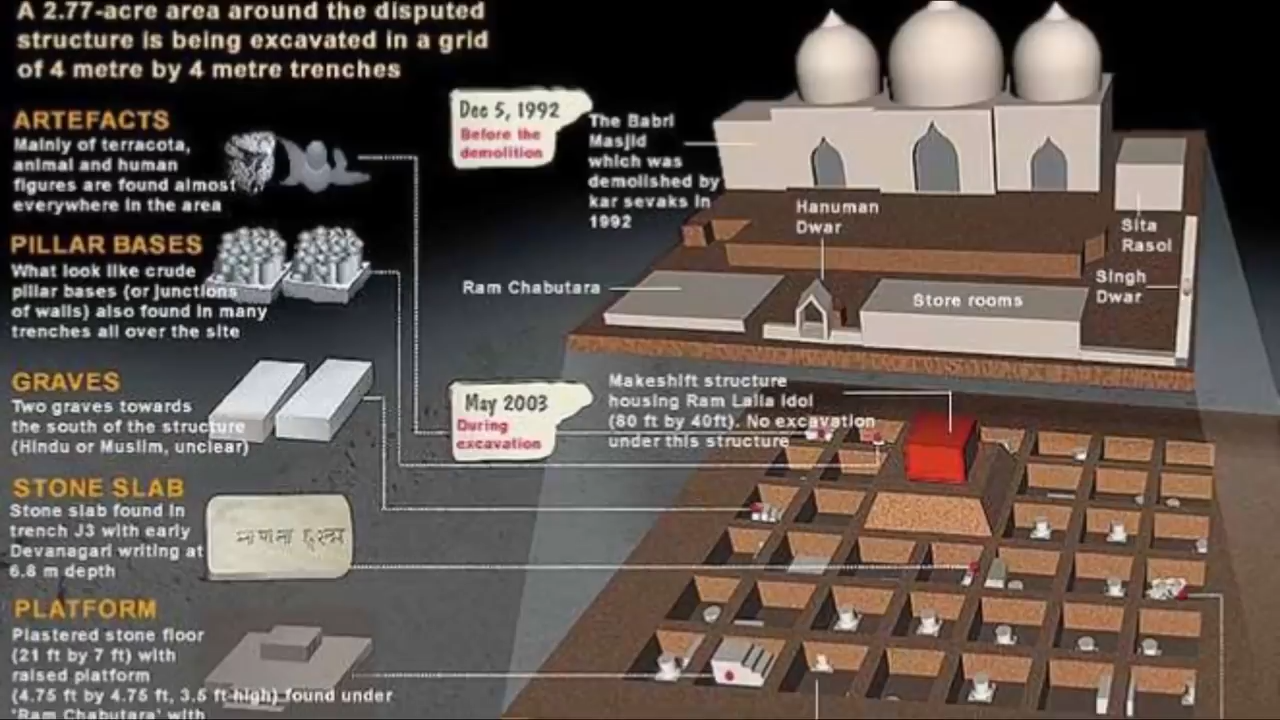 A 2.77-acre area around the disputed
structure is being excavated in a grid
of 4 metre by 4 metre trenches
ARTEFACTS
Mainly of terracota,
animal and human
figures are found almost
everywhere in the area
PILLAR BASES
What look like crude
pillar bases (or junctions
of walls) also found in many
trenches all over the site
GRAVES
Two graves towards
the south of the structure
(Hindu or Muslim, unclear)
STONE SLAB
Stone slab found in
trench J3 with early
Devanagari writing at
6.8 m depth
PLATFORM
Plastered stone floor
(21 ft by 7 ft) with
raised platform
(4.75 ft by 4.75 ft, 3.5 ft high) found under
'Ram Chabutara' with
Dec 5, 1992
Before the
demolition
The Babri
Masjid
which was
demolished by
kar sevaks in
1992
Hanuman
Dwar
Sita
Rasoi
Singh
Dwar
Ram Chabutara
Store rooms
May 2003
During
excavation
Makeshift structure
housing Ram Lalla idol
(80 ft by 40ft). No excavation
under this structure